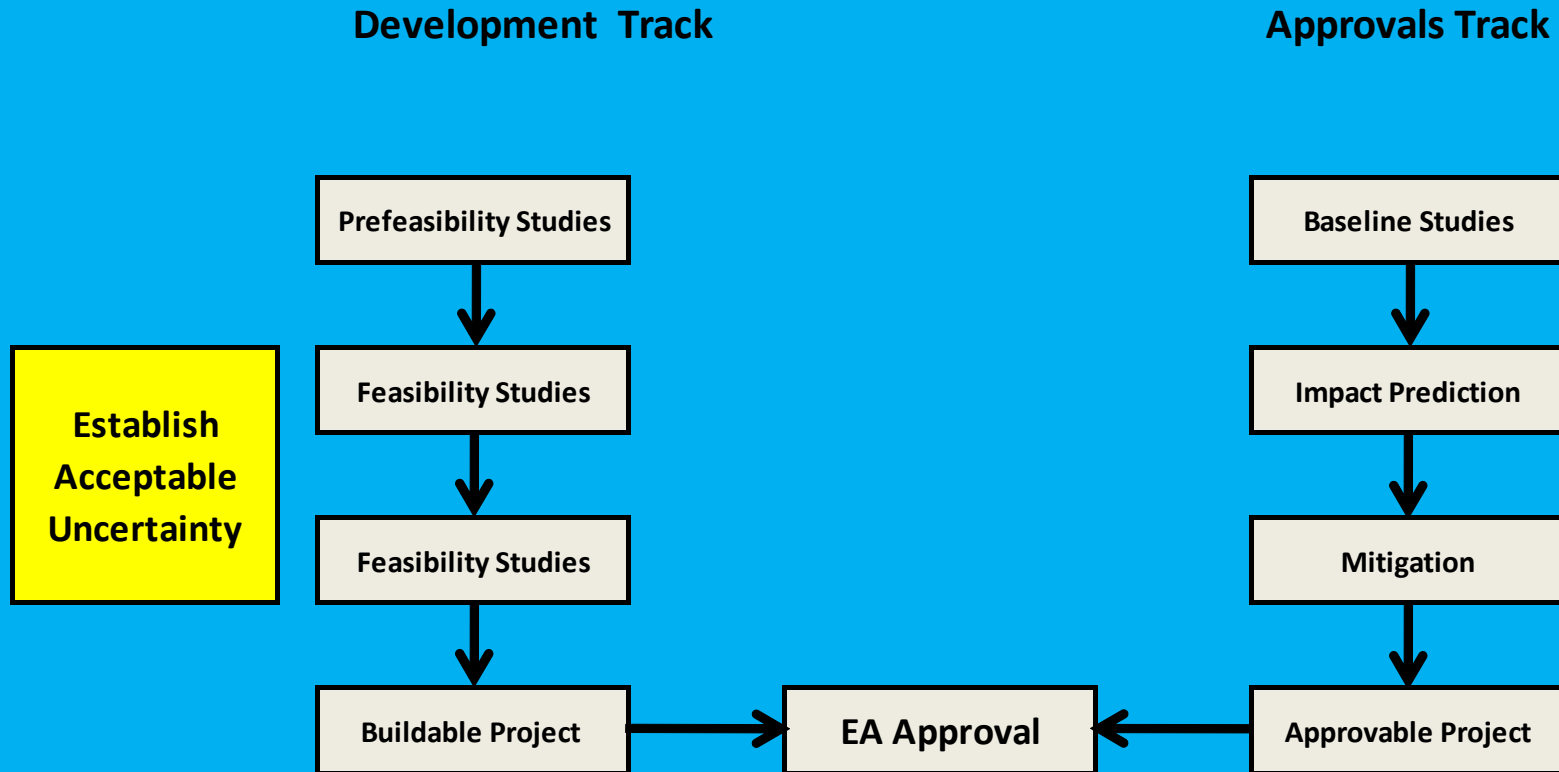 Development Track
Approvals Track
Prefeasibility Studies
Baseline Studies
Establish
Acceptable
Uncertainty
Feasibility Studies
Impact Prediction
Feasibility Studies
Mitigation
Buildable Project
EA Approval
Approvable Project